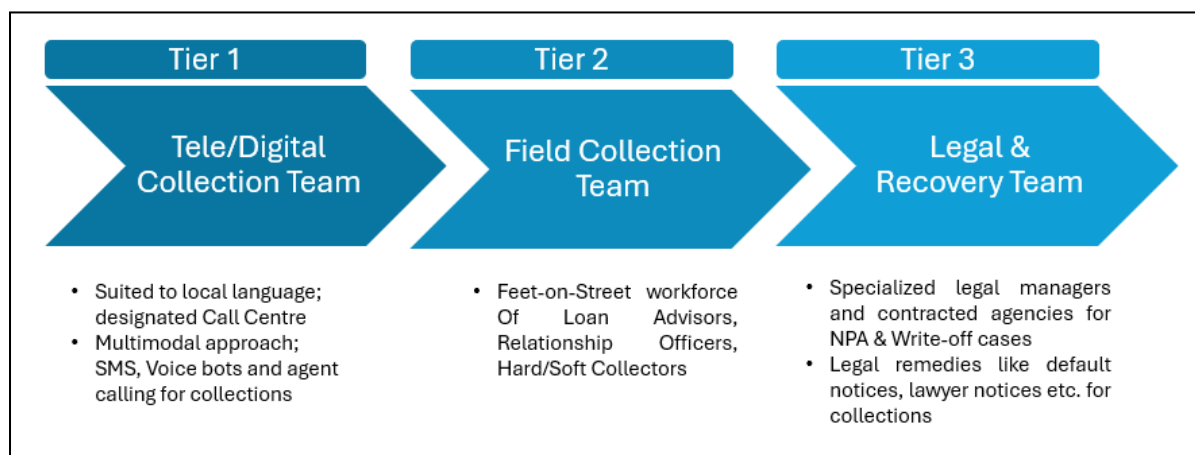 Tier 1
Tele/Digital
Collection Team
• Suited to local language;
designated Call Centre
• Multimodal approach;
SMS, Voice bots and agent
calling for collections
Tier 2
Field Collection
Team
• Feet-on-Street workforce
Of Loan Advisors,
Relationship Officers,
Hard/Soft Collectors
Tier 3
Legal &
Recovery Team
• Specialized legal managers
and contracted agencies for
NPA & Write-off cases
• Legal remedies like default
notices, lawyer notices etc. for
collections